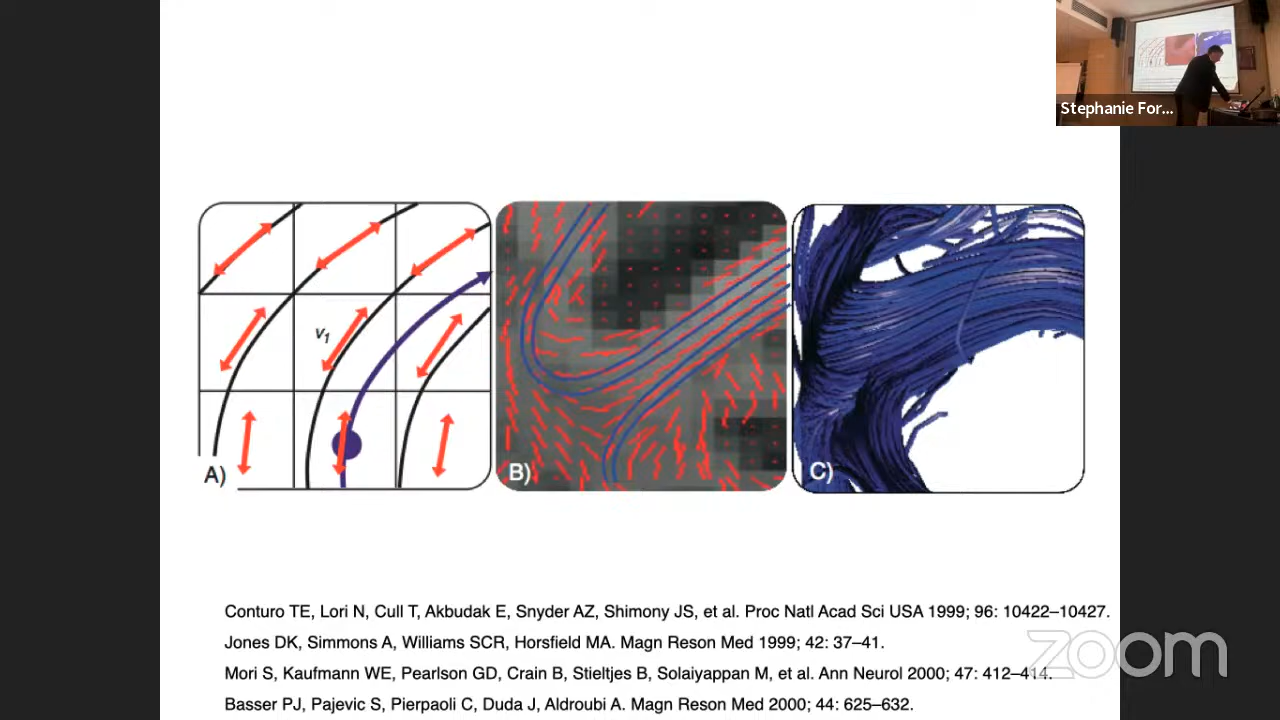 Stephanie For...
v1
A)
B)
C)
Conturo TE, Lori N, Cull T, Akbudak E, Snyder AZ, Shimony JS, et al. Proc Natl Acad Sci USA 1999; 96: 10422–10427.
Jones DK, Simmons A, Williams SCR, Horsfield MA. Magn Reson Med 1999; 42: 37–41.
Mori S, Kaufmann WE, Pearlson GD, Crain B, Stieltjes B, Solaiyappan M, et al. Ann Neurol 2000; 47: 412–414.
Basser PJ, Pajevic S, Pierpaoli C, Duda J, Aldroubi A. Magn Reson Med 2000; 44: 625–632.
zoom